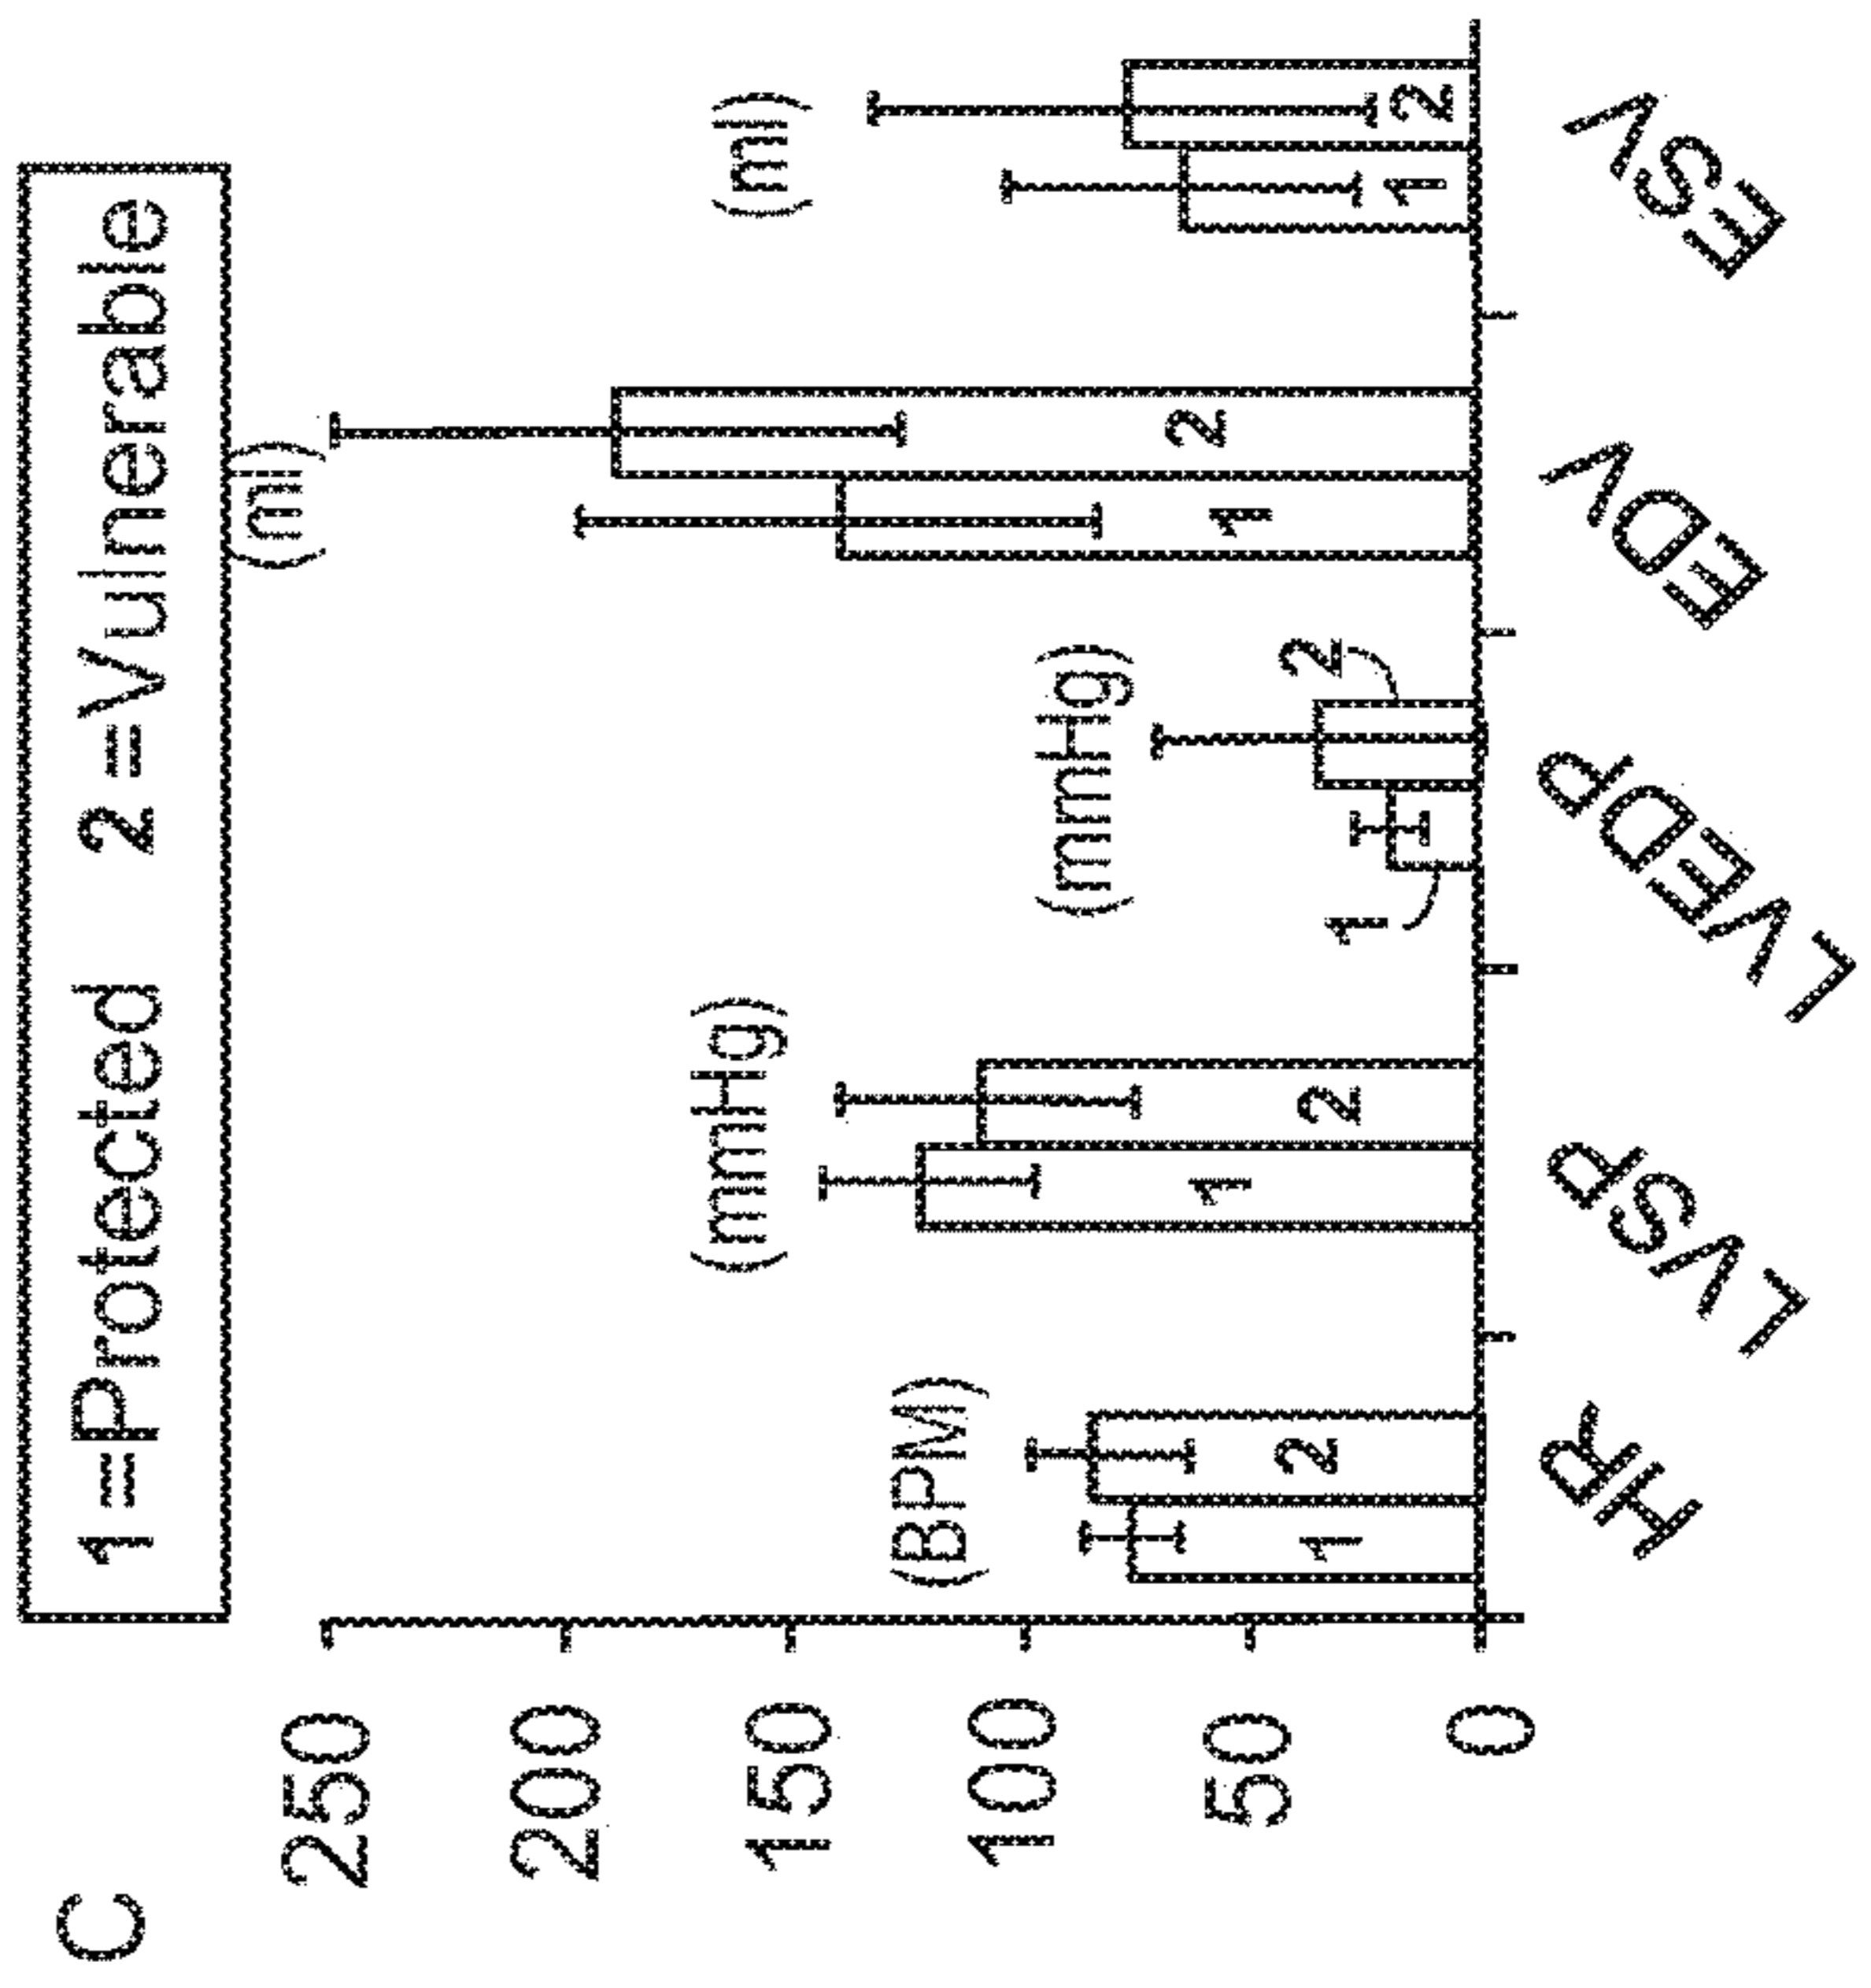 C
1=Protected 2=Vulnerable
250
200
150
100
50
0
(BPM)
(mmHg)
(mmHg)
(ml)
(ml)
1
2
1
2
1
2
1
2
1
2
HR
LVSP
LVEDP
EDV
ESV